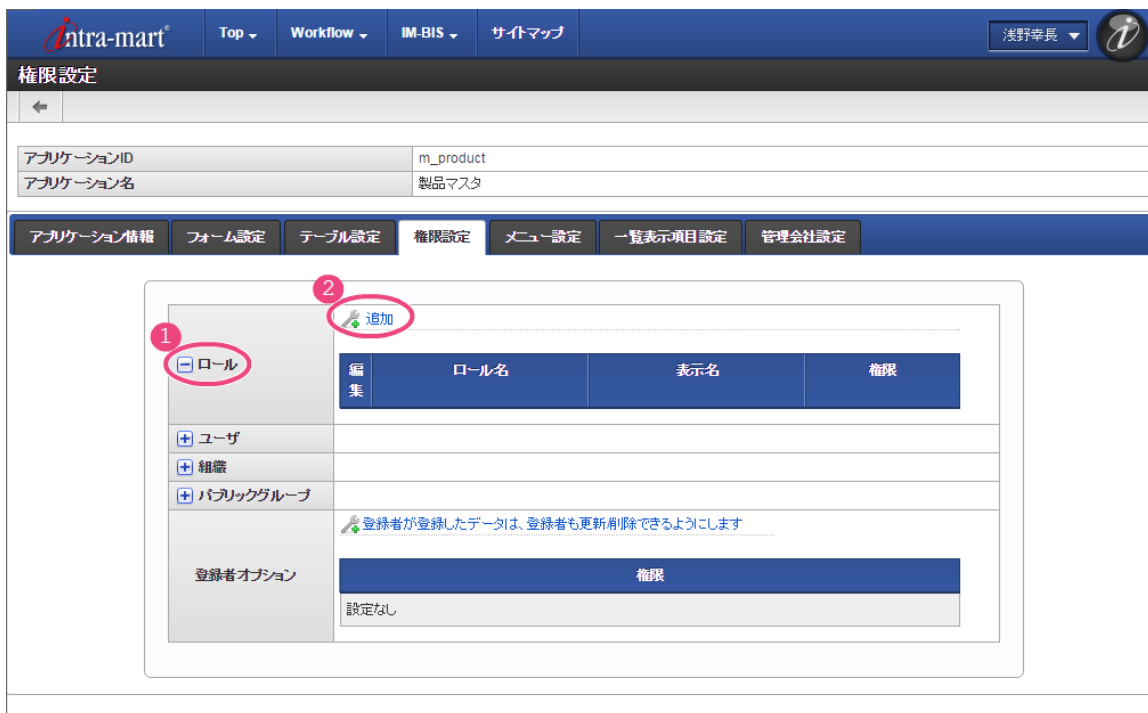 intra-mart® Top Workflow IM-BIS サイトマップ 浅野幸長
権限設定
アプリケーションID m_product
アプリケーション名 製品マスタ
アプリケーション情報 フォーム設定 テーブル設定 権限設定 メニュー設定 一覧表示項目設定 管理会社設定
2
追加
1
ロール
編集 ロール名 表示名 権限
ユーザ
組織
パブリックグループ
登録者が登録したデータは、登録者も更新/削除できるようにします
登録者オプション
権限
設定なし